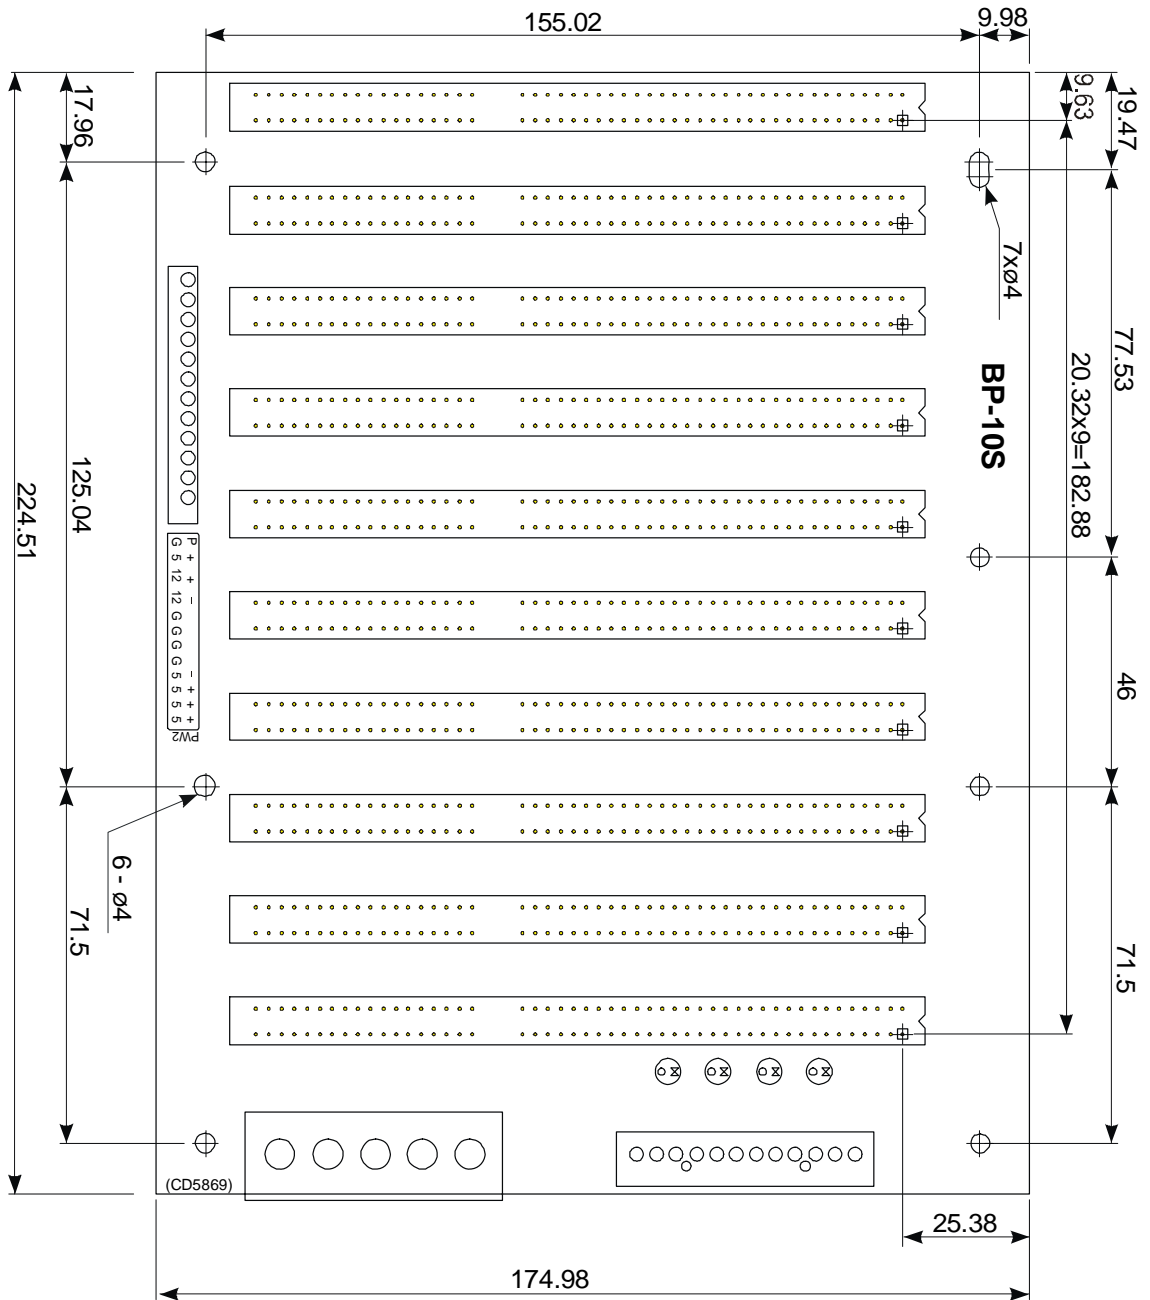 155.02
9.98
17.96
9.63
19.47
7xø4
77.53
20.32x9=182.88
BP-10S
125.04
224.51
P + + -       - + + +
G 5 12 12 G G G G 5 5 5 5
PW2
46
6 - ø4
71.5
71.5
(CD5869)
25.38
174.98